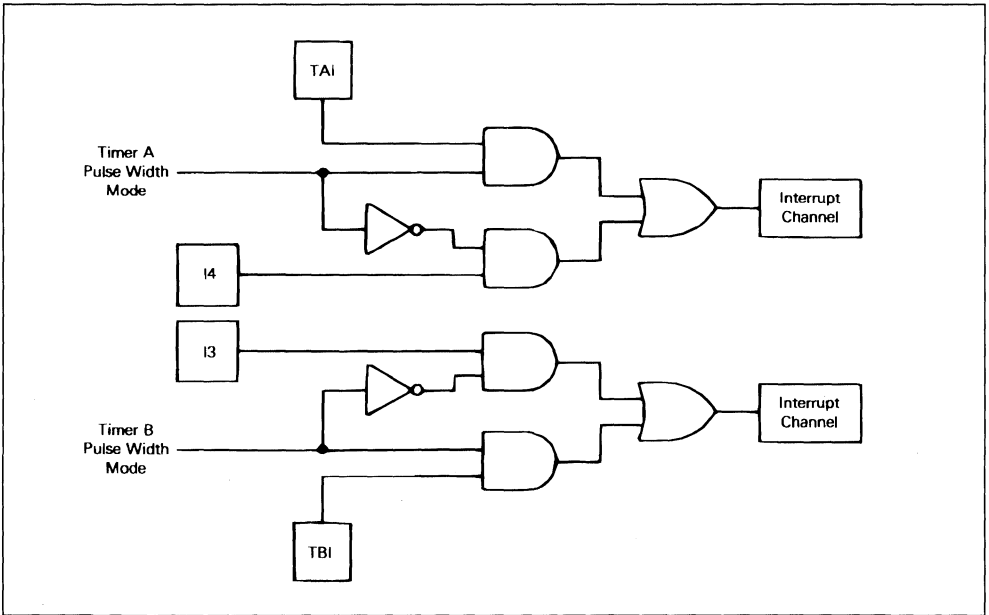 TAI
Timer A
Pulse Width
Mode
Interrupt
Channel
I4
I3
Timer B
Pulse Width
Mode
Interrupt
Channel
TBI